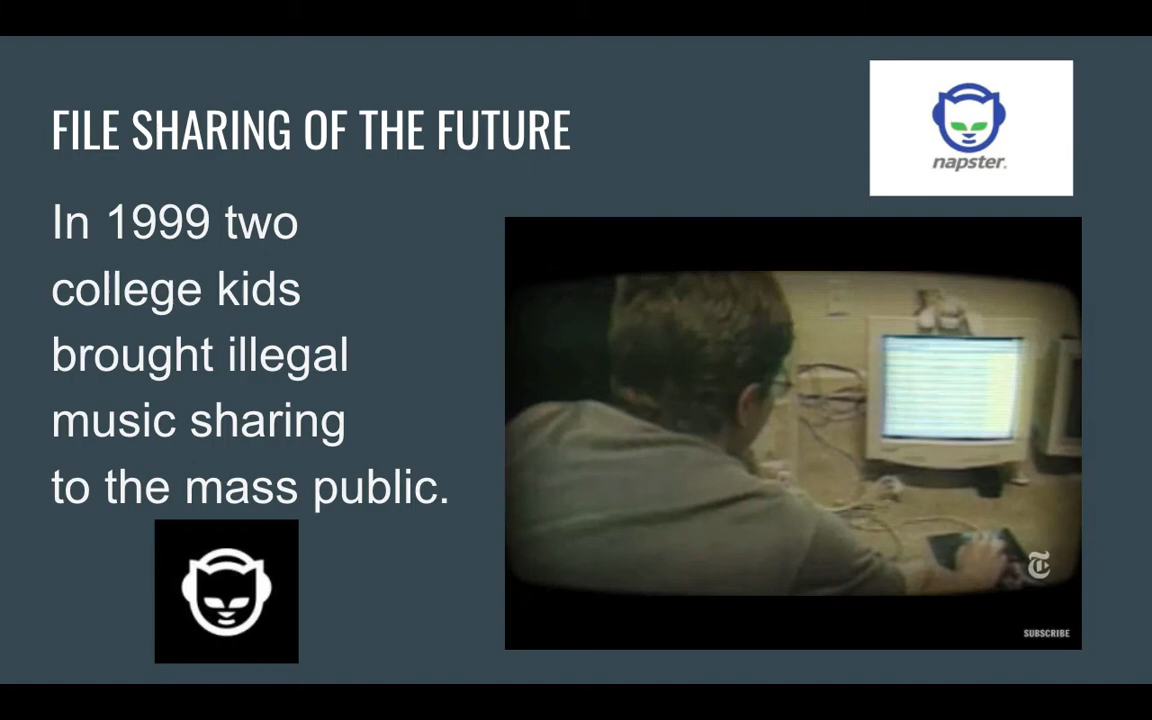 FILE SHARING OF THE FUTURE
napster.
In 1999 two
college kids
brought illegal
music sharing
to the mass public.
T
SUBSCRIBE